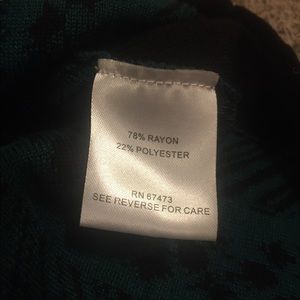 78% RAYON
22% POLYESTER
RN 67473
SEE REVERSE FOR CARE